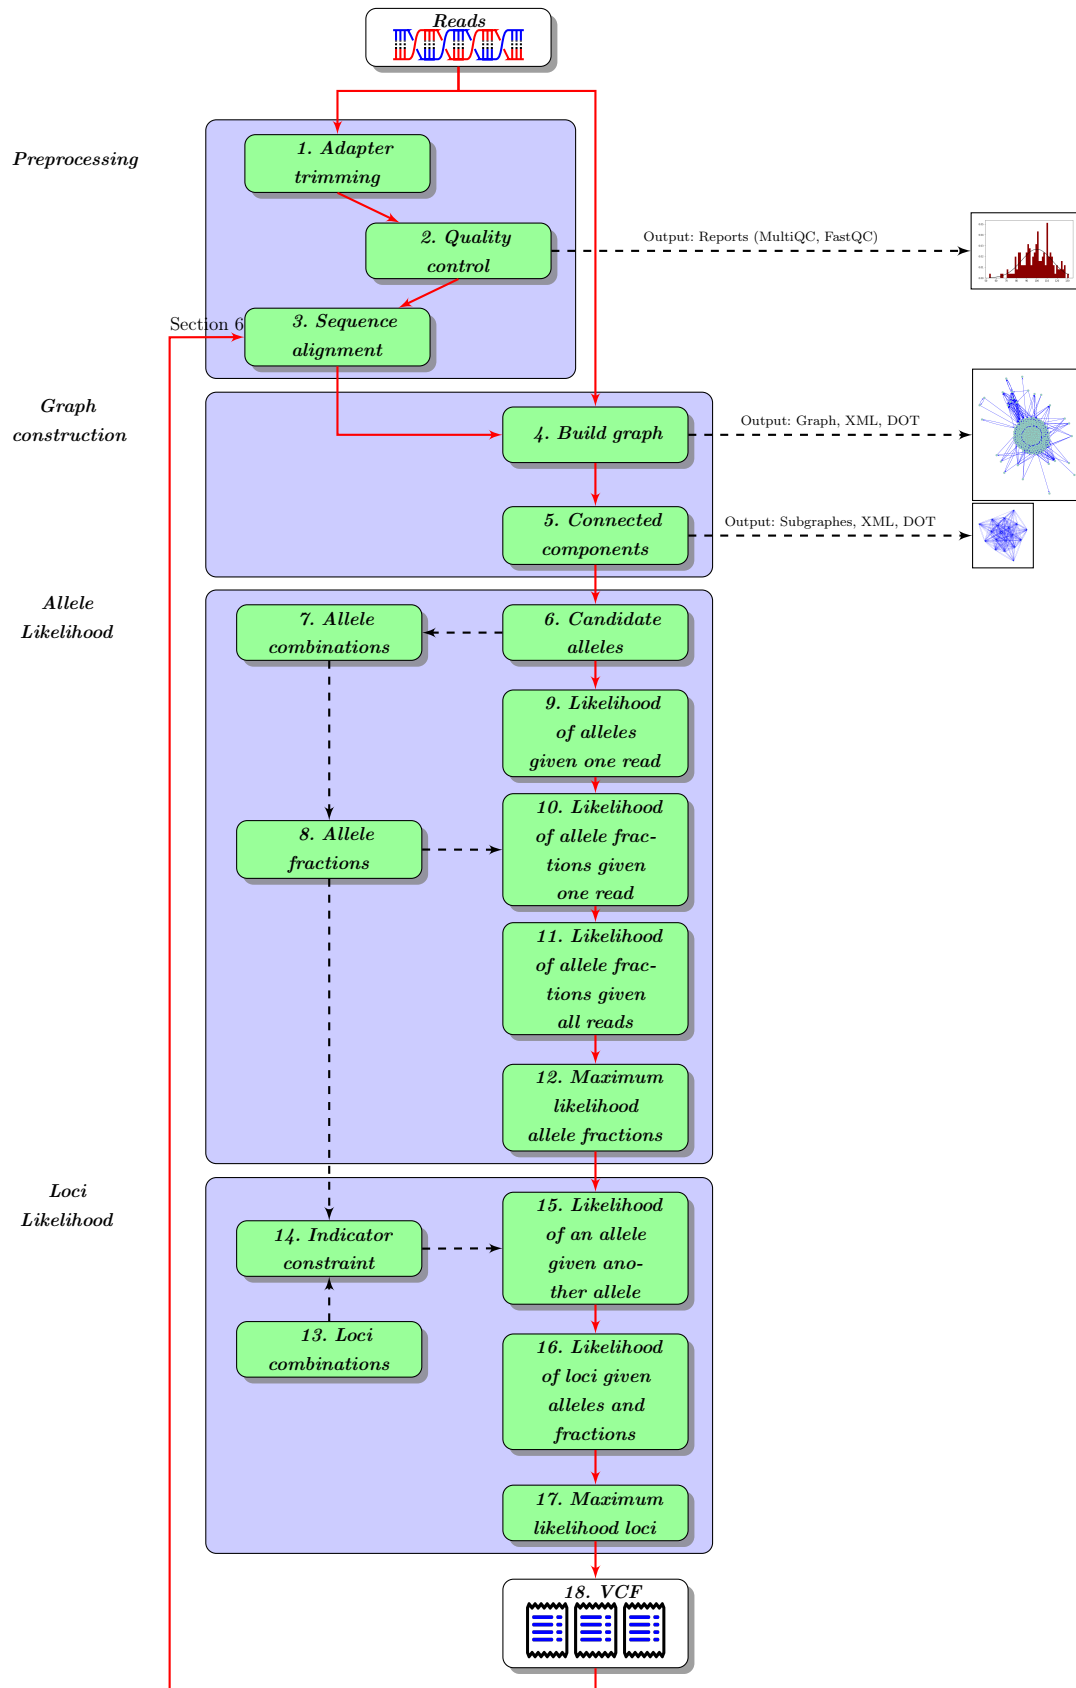 Reads
Preprocessing
1. Adapter
trimming
2. Quality
control
Output: Reports (MultiQC, FastQC)
Section 6
3. Sequence
alignment
Graph
construction
4. Build graph
Output: Graph, XML, DOT
5. Connected
components
Output: Subgraphes, XML, DOT
Allele
Likelihood
7. Allele
combinations
6. Candidate
alleles
9. Likelihood
of alleles
given one read
8. Allele
fractions
10. Likelihood
of allele frac-
tions given
one read
11. Likelihood
of allele frac-
tions given
all reads
12. Maximum
likelihood
allele fractions
Loci
Likelihood
14. Indicator
constraint
15. Likelihood
of an allele
given ano-
ther allele
13. Loci
combinations
16. Likelihood
of loci given
alleles and
fractions
17. Maximum
likelihood loci
18. VCF